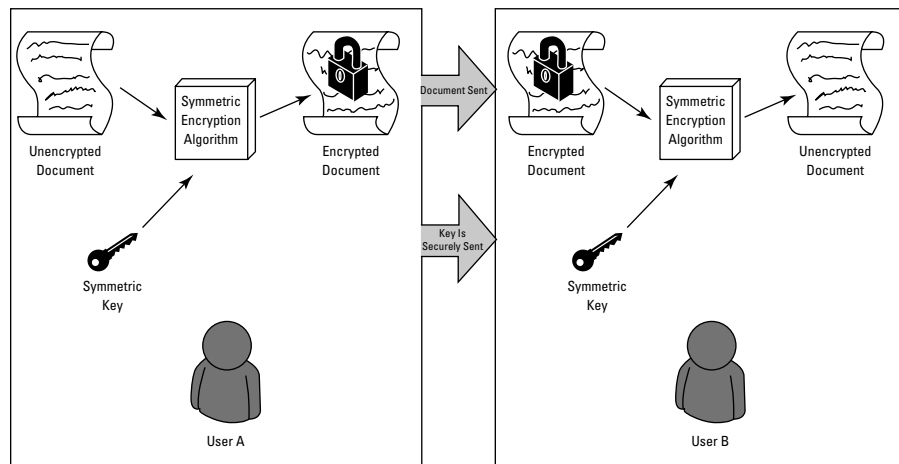 Unencrypted
Document
Symmetric
Encryption
Algorithm
Encrypted
Document
Symmetric
Key
User A
Document Sent
Key Is
Securely Sent
Encrypted
Document
Symmetric
Encryption
Algorithm
Unencrypted
Document
Symmetric
Key
User B